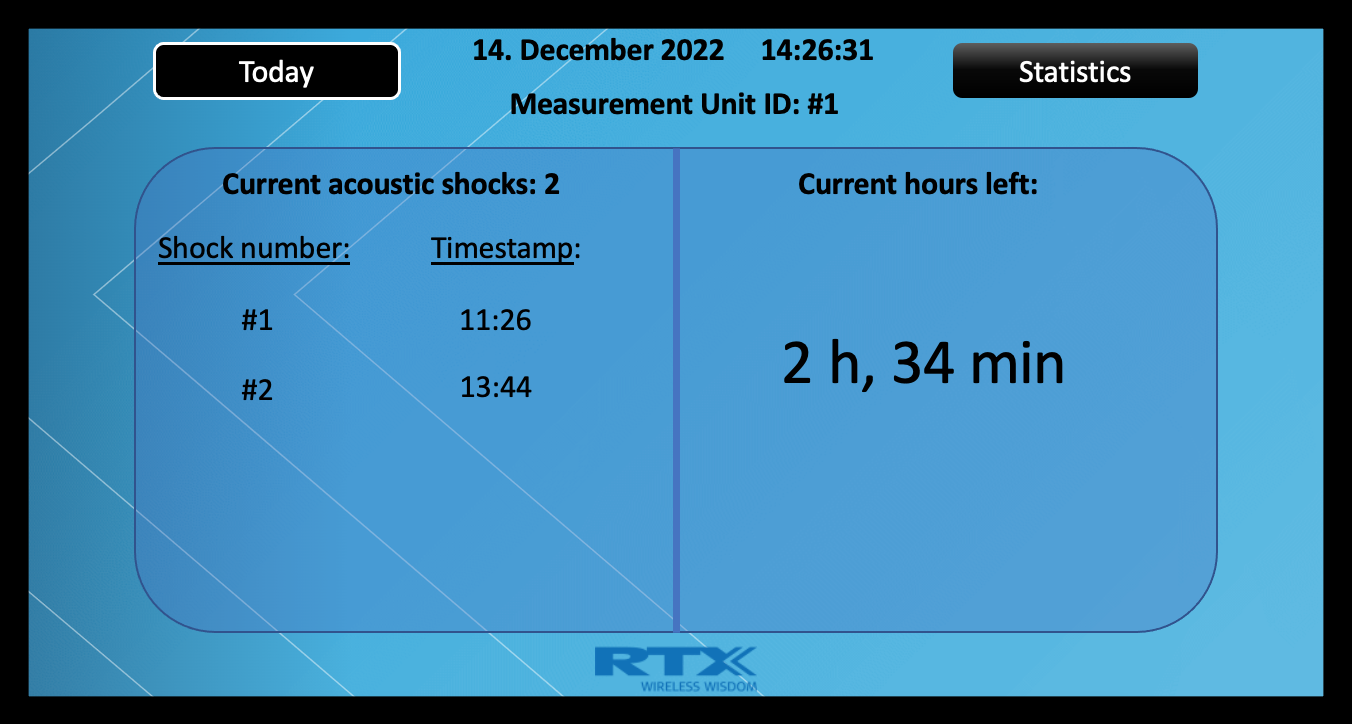 Today
14. December 2022 14:26:31
Statistics
Measurement Unit ID: #1
Current acoustic shocks: 2
Shock number: Timestamp:
#1 11:26
#2 13:44
Current hours left:
2 h, 34 min
RTX
WIRELESS WISDOM